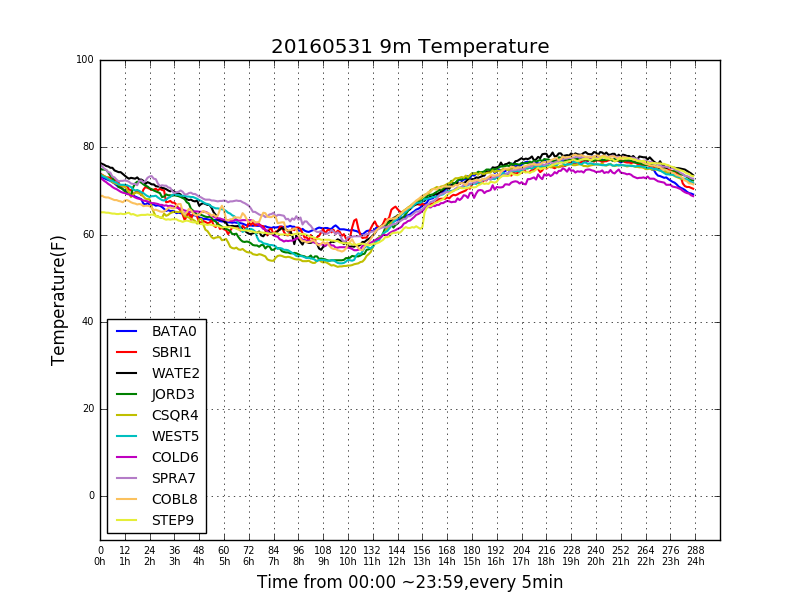 20160531 9m Temperature
100
80
60
40
20
0
Temperature(F)
BATA0
SBRI1
WATE2
JORD3
CSQR4
WEST5
COLD6
SPRA7
COBL8
STEP9
0 12 24 36 48 60 72 84 96 108 120 132 144 156 168 180 192 204 216 228 240 252 264 276 288
0h 1h 2h 3h 4h 5h 6h 7h 8h 9h 10h 11h 12h 13h 14h 15h 16h 17h 18h 19h 20h 21h 22h 23h 24h
Time from 00:00 ~23:59,every 5min